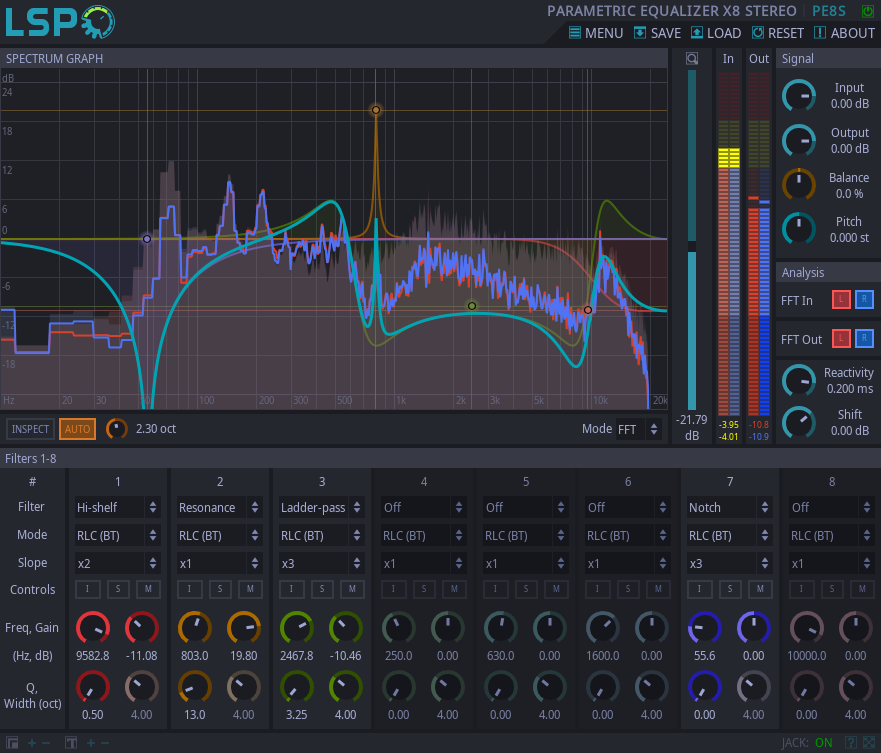 LSP
PARAMETRIC EQUALIZER X8 STEREO PE8S
MENU SAVE LOAD RESET ABOUT
SPECTRUM GRAPH In Out Signal
dB
24
18
12
6
0
-6
-12
-18
Hz 20 30 100 200 300 500 1k 2k 3k 5k 10k 20k
Input
0.00 dB
Output
0.00 dB
Balance
0.0 %
Pitch
0.000 st
Analysis
FFT In L R
FFT Out L R
Reactivity
0.200 ms
Shift
0.00 dB
-21.79
dB
-3.95 -10.8
-4.01 -10.9
INSPECT AUTO 2.30 oct Mode FFT
Filters 1-8
# 1 2 3 4 5 6 7 8
Filter Hi-shelf Resonance Ladder-pass Off Off Off Notch Off
Mode RLC (BT) RLC (BT) RLC (BT) RLC (BT) RLC (BT) RLC (BT) RLC (BT) RLC (BT)
Slope x2 x1 x3 x1 x1 x1 x3 x1
Controls I S M I S M I S M I S M I S M I S M I S M I S M
Freq, Gain
(Hz, dB) 9582.8 -11.08 803.0 19.80 2467.8 -10.46 250.0 0.00 630.0 0.00 1600.0 0.00 55.6 0.00 10000.0 0.00
Q,
Width (oct) 0.50 4.00 13.0 4.00 3.25 4.00 0.00 4.00 0.00 4.00 0.00 4.00 0.00 4.00 0.00 4.00
JACK: ON